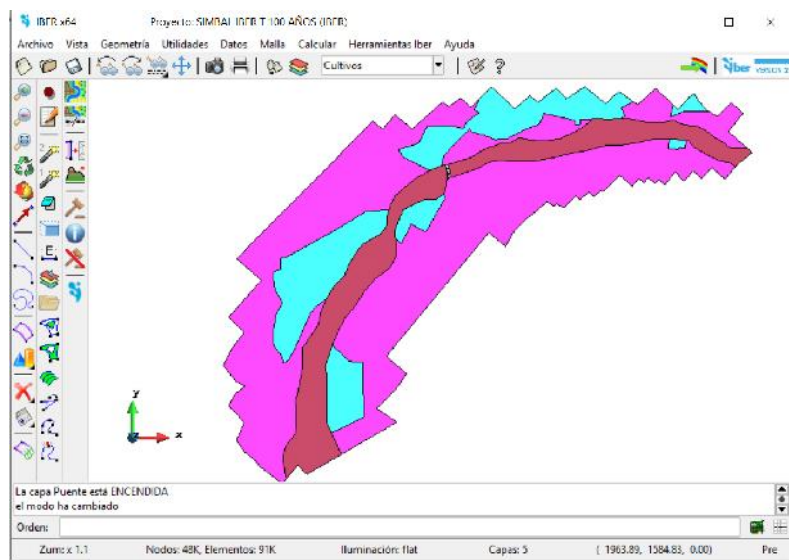 IBER x64 Proyecto: SIMBAL IBER T 100 AÑOS (IBER)
Archivo Vista Geometría Utilidades Datos Malla Calcular Herramientas Iber Ayuda
Cultivos
Iber
y
x
La capa Puente está ENCENDIDA
el modo ha cambiado
Orden:
Zum: x 1.1 Nodos: 48K, Elementos: 91K Iluminación: flat Capas: 5 ( 1963.89, 1584.83, 0.00) Pre